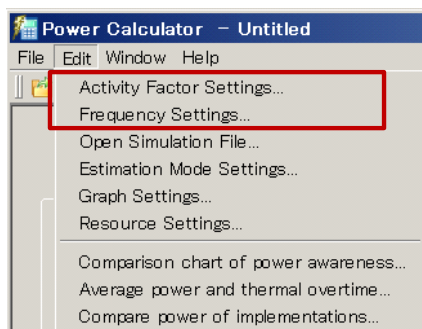 Power Calculator – Untitled
File Edit Window Help
Activity Factor Settings...
Frequency Settings...
Open Simulation File...
Estimation Mode Settings...
Graph Settings...
Resource Settings...
Comparison chart of power awareness...
Average power and thermal overtime...
Compare power of implementations...